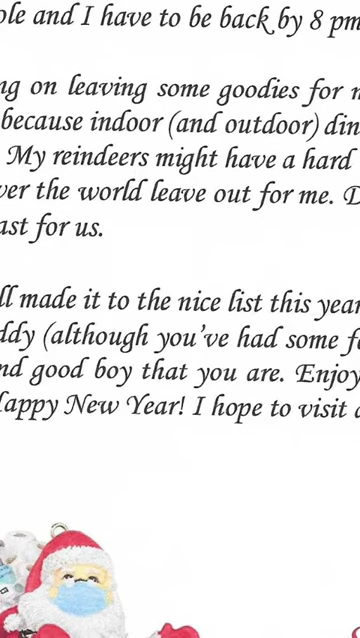 ole and I have to be back by 8 pm
ng on leaving some goodies for
because indoor (and outdoor) din
My reindeers might have a hard
ver the world leave out for me.
ast for us.
ll made it to the nice list this year
ddy (although you've had some f
nd good boy that you are. Enjoy
Happy New Year! I hope to visit